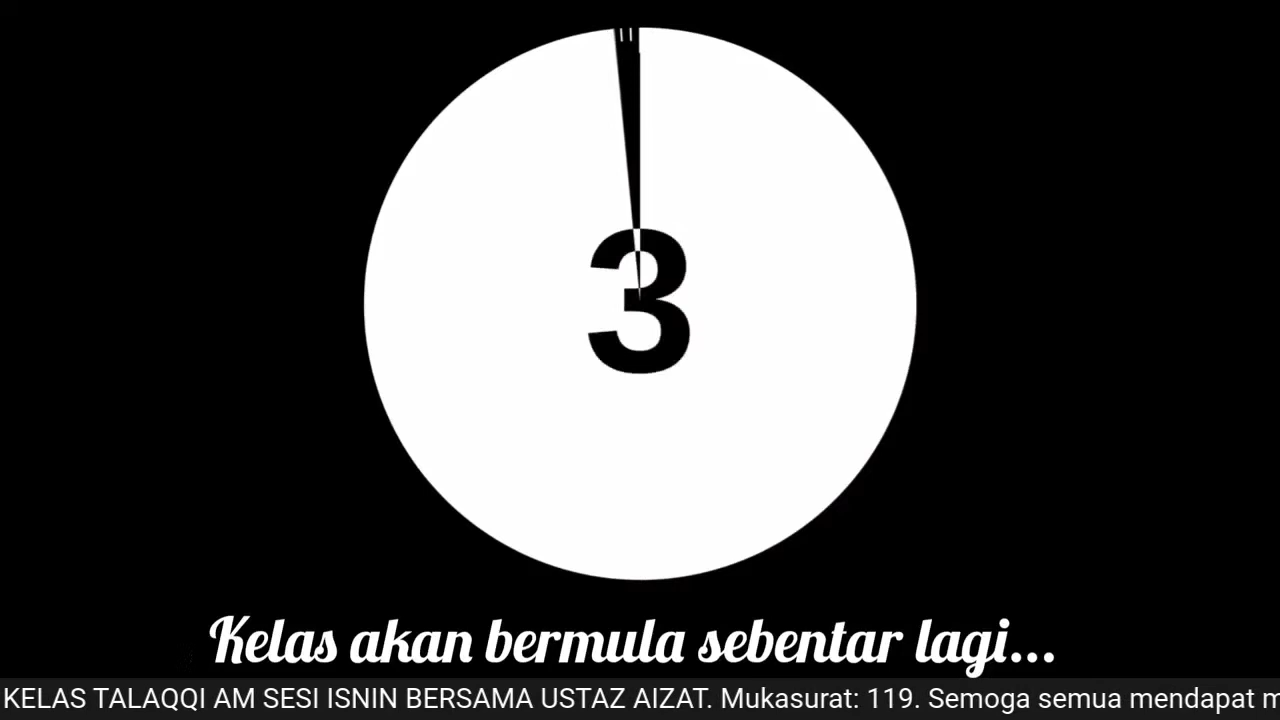 3
Kelas akan bermula sebentar lagi...
KELAS TALAQQI AM SESI ISNIN BERSAMA USTAZ AIZAT. Mukasurat: 119. Semoga semua mendapat